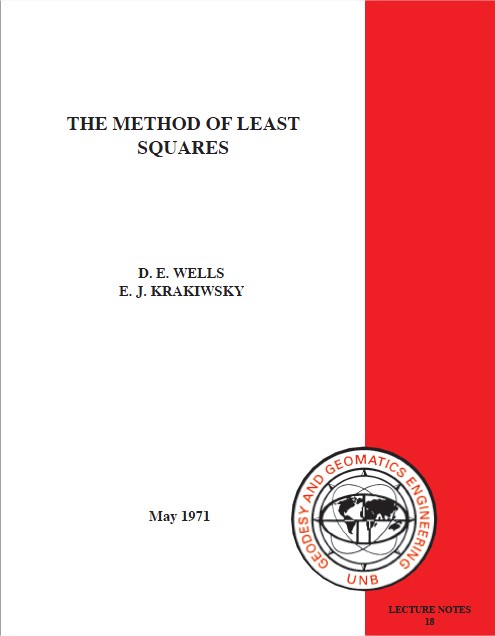 THE METHOD OF LEAST
SQUARES
D. E. WELLS
E. J. KRAKIWSKY
May 1971
GEODESY AND GEOMATICS ENGINEERING
UNB
LECTURE NOTES
18